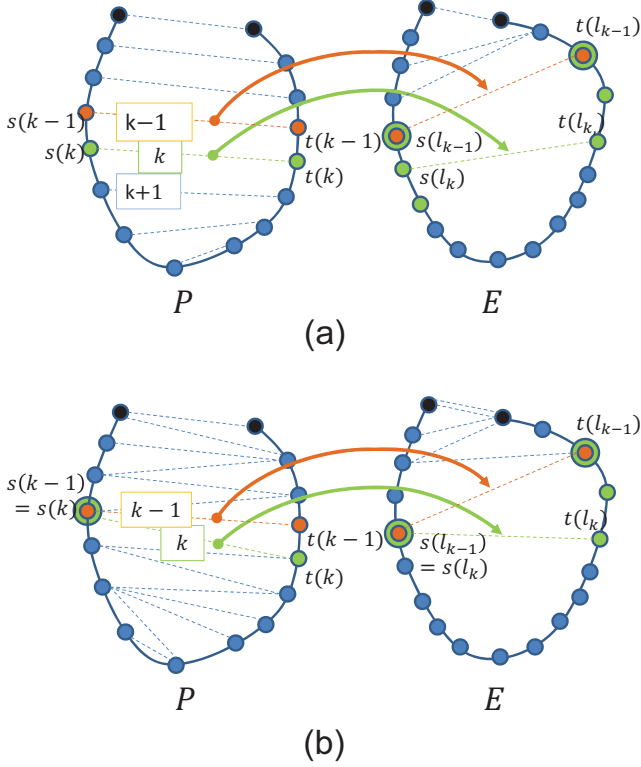 t(l_{k-1})
s(k − 1)
k−1
t(k − 1)
s(l_{k-1})
t(l_k)
s(k)
k
t(k)
s(l_k)
k+1
P
E
(a)
t(l_{k-1})
s(k − 1)
= s(k)
k − 1
t(k − 1)
s(l_{k-1})
= s(l_k)
t(l_k)
k
t(k)
P
E
(b)